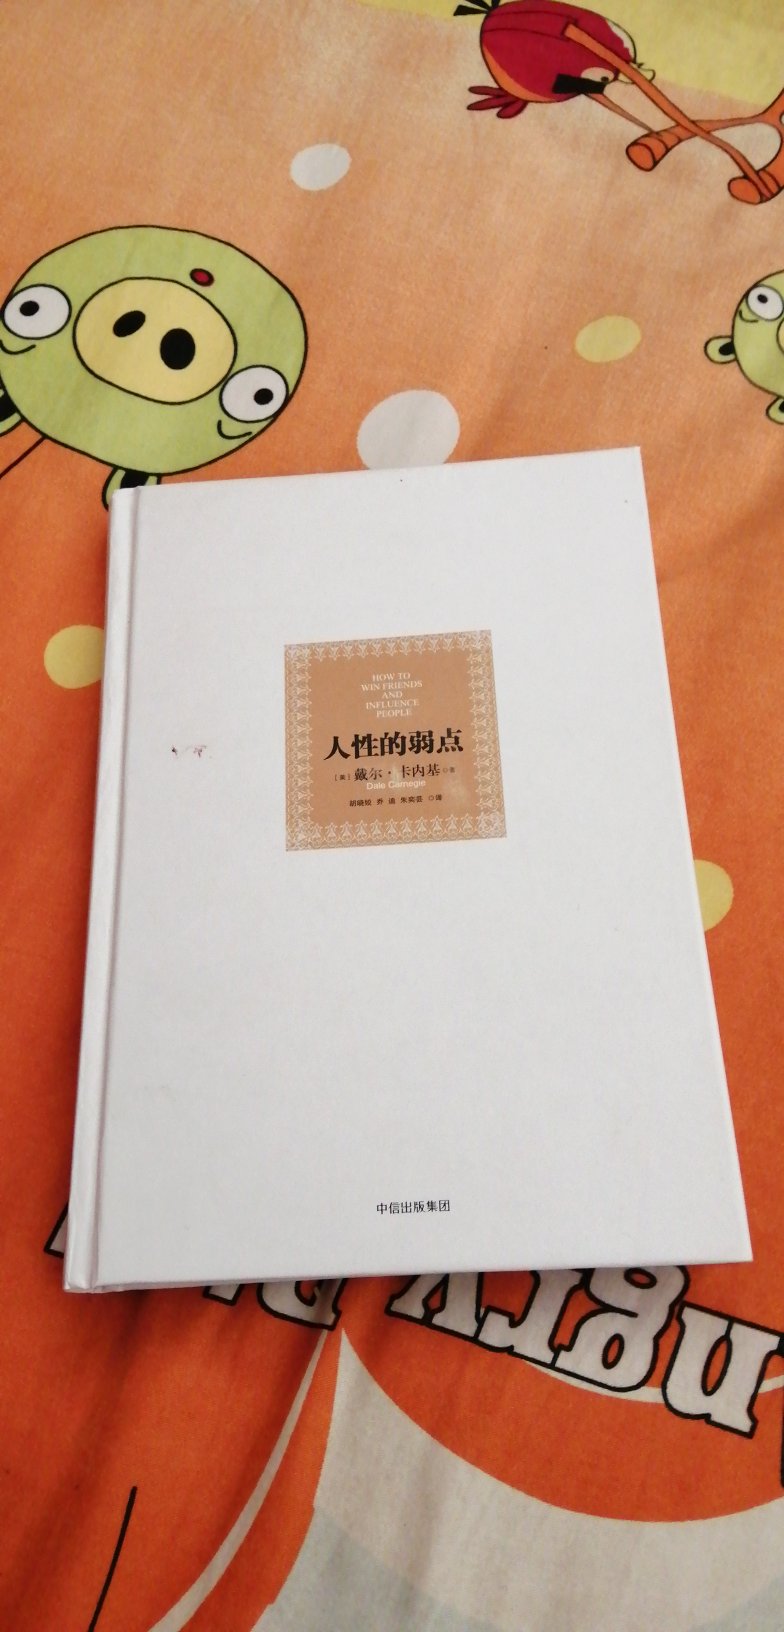 HOW TO
WIN FRIENDS
AND
INFLUENCE
PEOPLE
人性的弱点
[美] 戴尔·卡内基 ◎著
Dale Carnegie
胡晓姣 乔 迪 朱奕芸 ◎译
中信出版集团
ngry